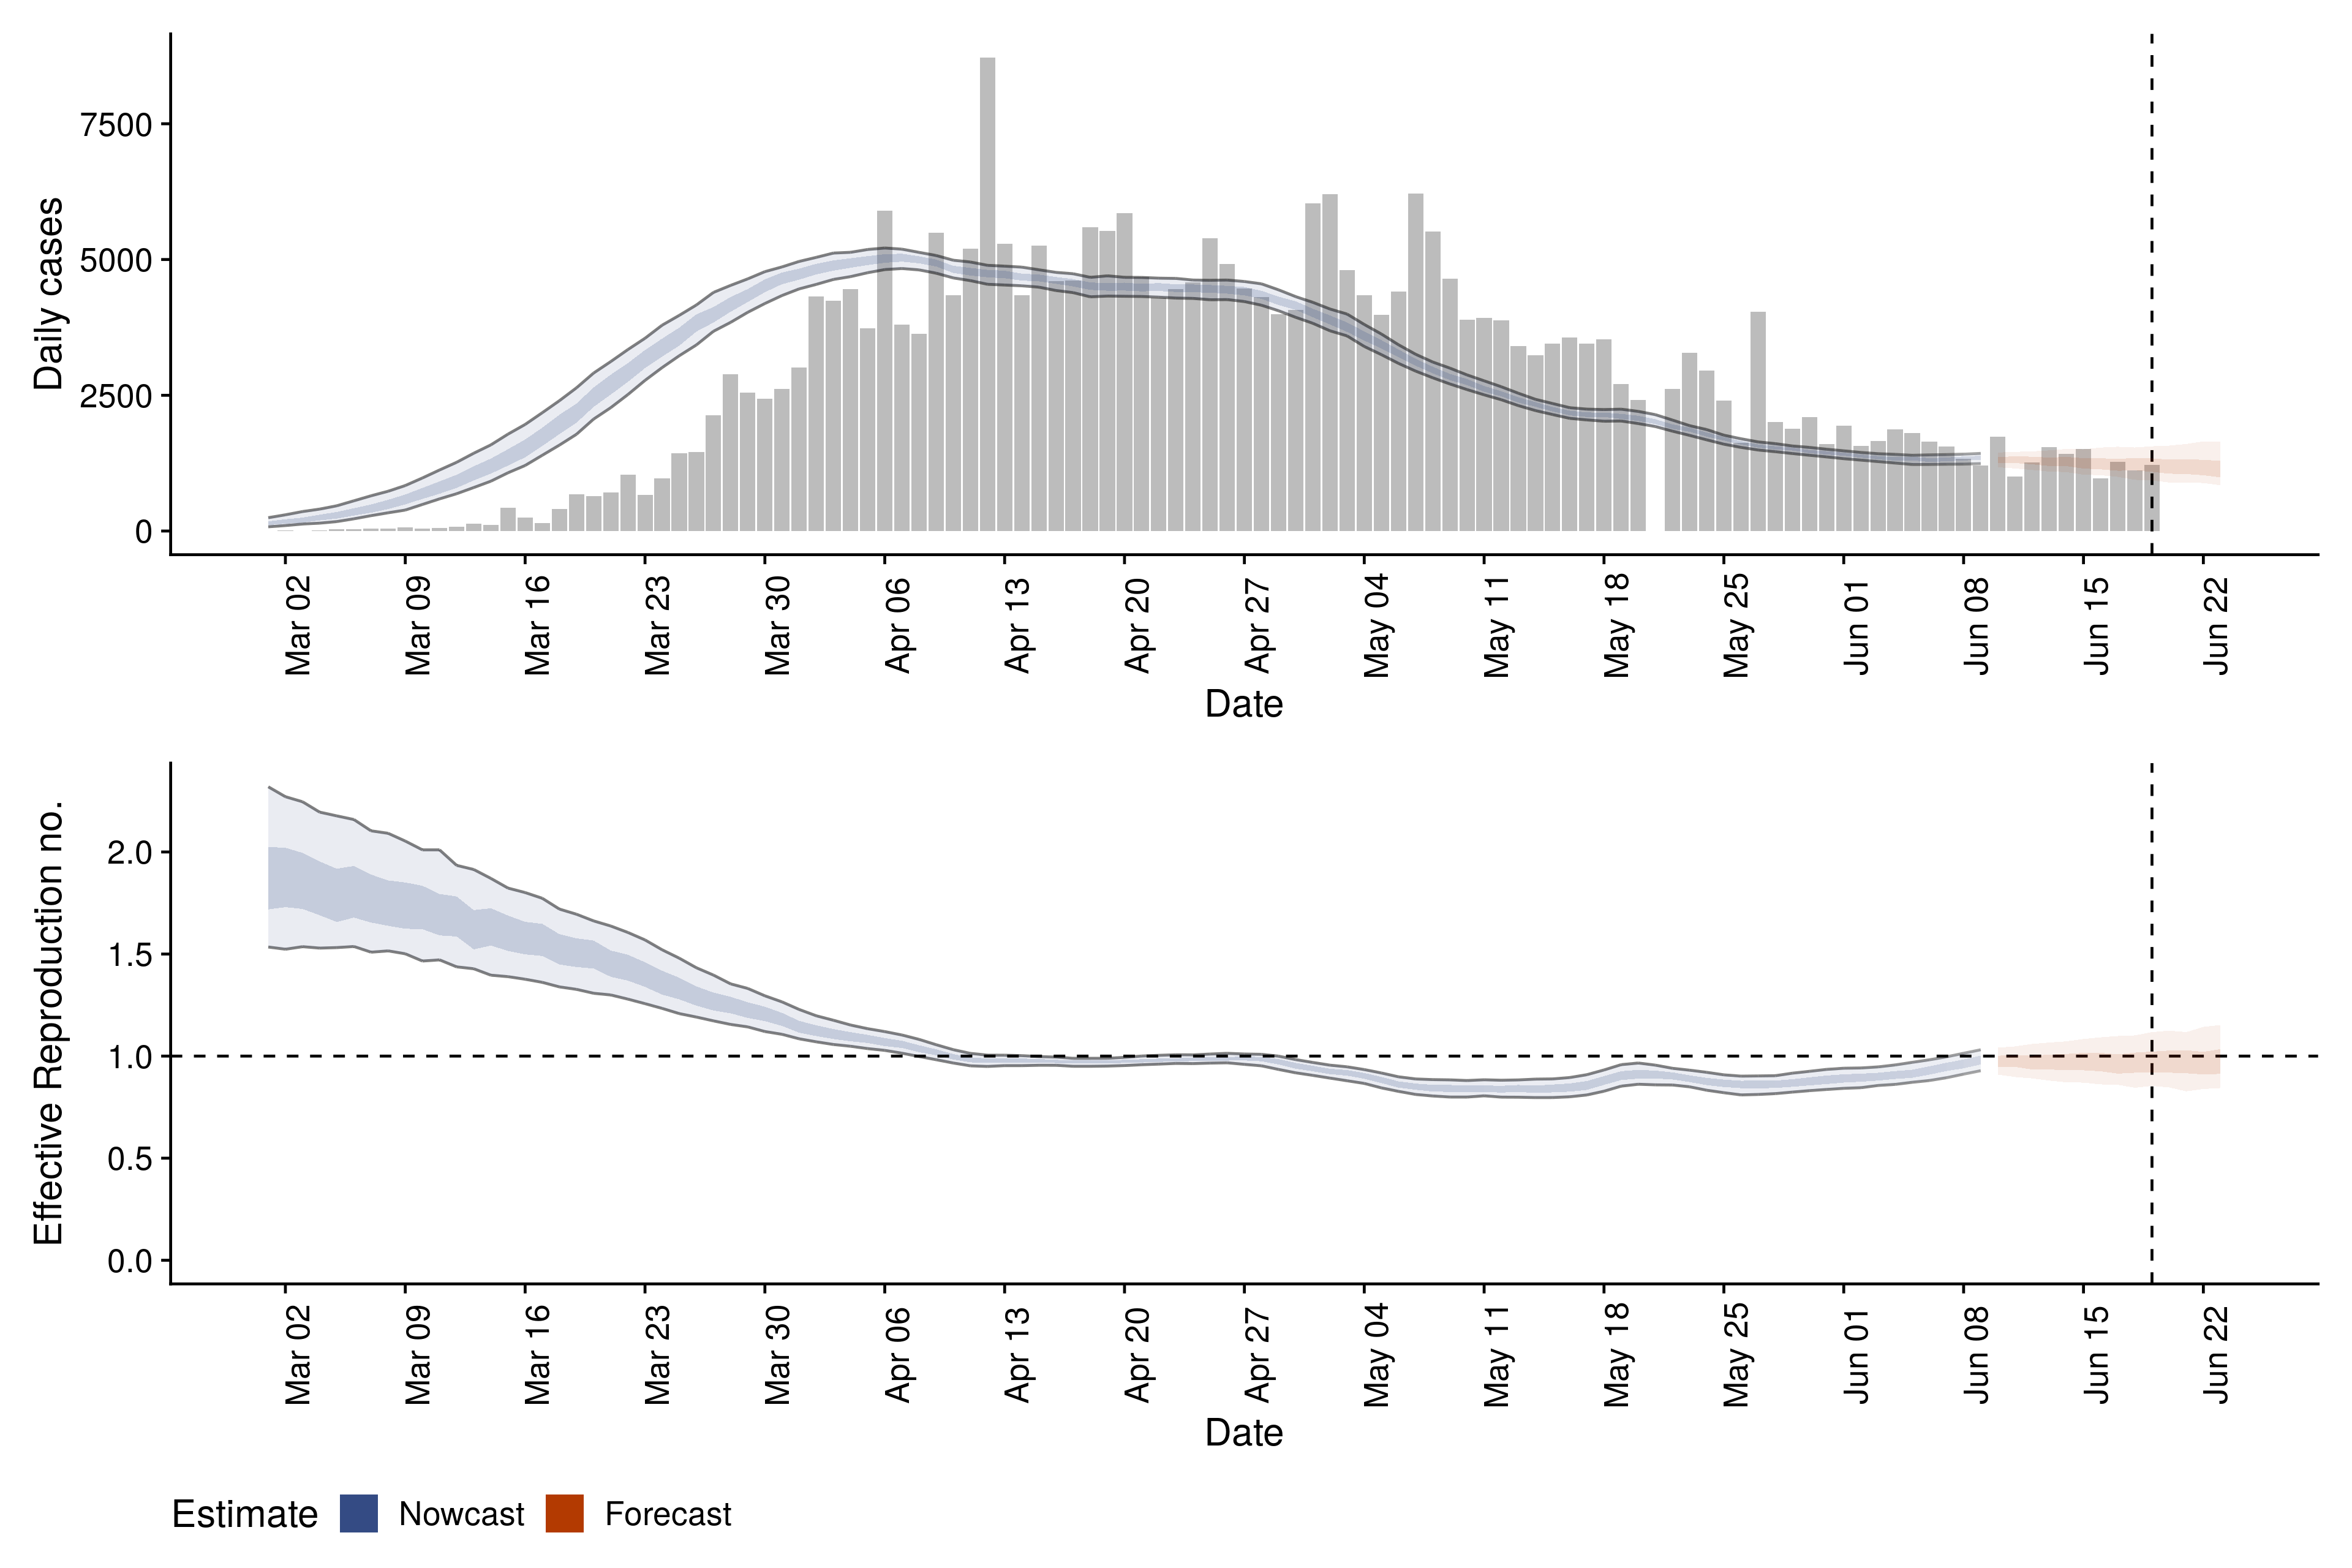 Daily cases
7500
5000
2500
0
Mar 02
Mar 09
Mar 16
Mar 23
Mar 30
Apr 06
Apr 13
Apr 20
Apr 27
May 04
May 11
May 18
May 25
Jun 01
Jun 08
Jun 15
Jun 22
Date
Effective Reproduction no.
2.0
1.5
1.0
0.5
0.0
Mar 02
Mar 09
Mar 16
Mar 23
Mar 30
Apr 06
Apr 13
Apr 20
Apr 27
May 04
May 11
May 18
May 25
Jun 01
Jun 08
Jun 15
Jun 22
Date
Estimate Nowcast Forecast